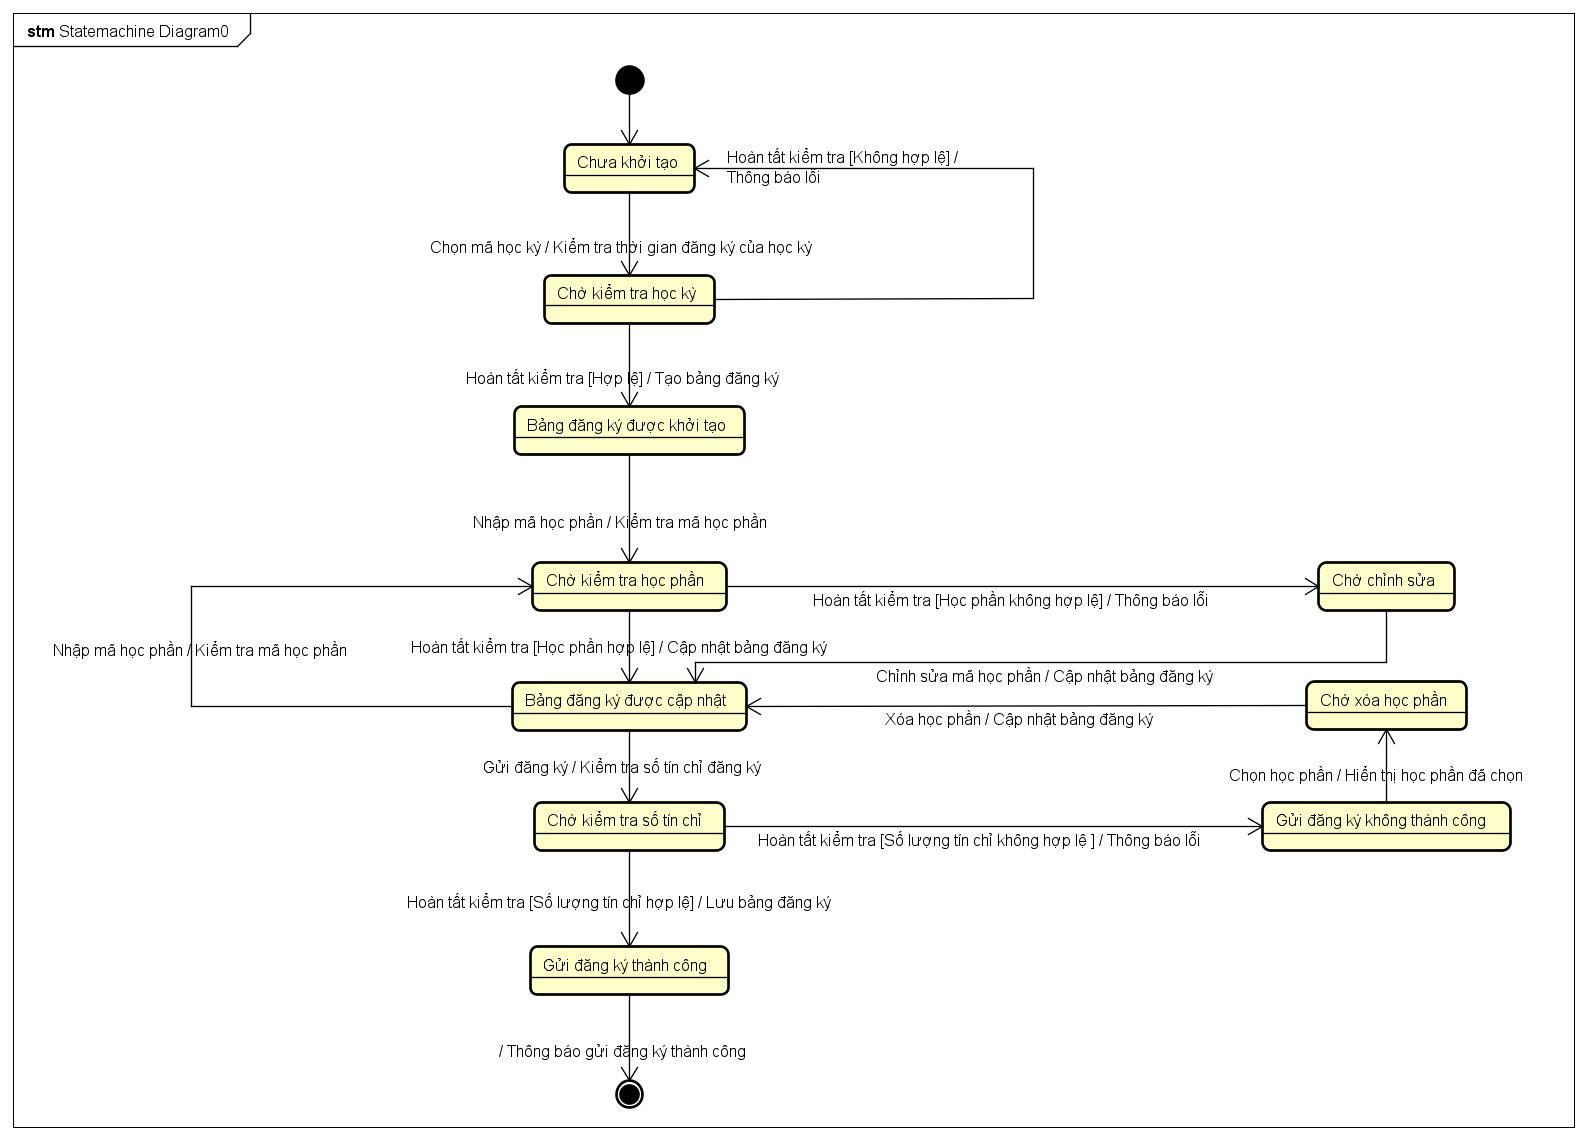 stm Statemachine Diagram0
Chưa khởi tạo
Hoàn tất kiểm tra [Không hợp lệ] /
Thông báo lỗi
Chọn mã học kỳ / Kiểm tra thời gian đăng ký của học kỳ
Chờ kiểm tra học kỳ
Hoàn tất kiểm tra [Hợp lệ] / Tạo bảng đăng ký
Bảng đăng ký được khởi tạo
Nhập mã học phần / Kiểm tra mã học phần
Chờ kiểm tra học phần
Chờ chỉnh sửa
Hoàn tất kiểm tra [Học phần không hợp lệ] / Thông báo lỗi
Nhập mã học phần / Kiểm tra mã học phần
Hoàn tất kiểm tra [Học phần hợp lệ] / Cập nhật bảng đăng ký
Chỉnh sửa mã học phần / Cập nhật bảng đăng ký
Bảng đăng ký được cập nhật
Chờ xóa học phần
Xóa học phần / Cập nhật bảng đăng ký
Gửi đăng ký / Kiểm tra số tín chỉ đăng ký
Chọn học phần / Hiển thị học phần đã chọn
Chờ kiểm tra số tín chỉ
Gửi đăng ký không thành công
Hoàn tất kiểm tra [Số lượng tín chỉ không hợp lệ ] / Thông báo lỗi
Hoàn tất kiểm tra [Số lượng tín chỉ hợp lệ] / Lưu bảng đăng ký
Gửi đăng ký thành công
/ Thông báo gửi đăng ký thành công